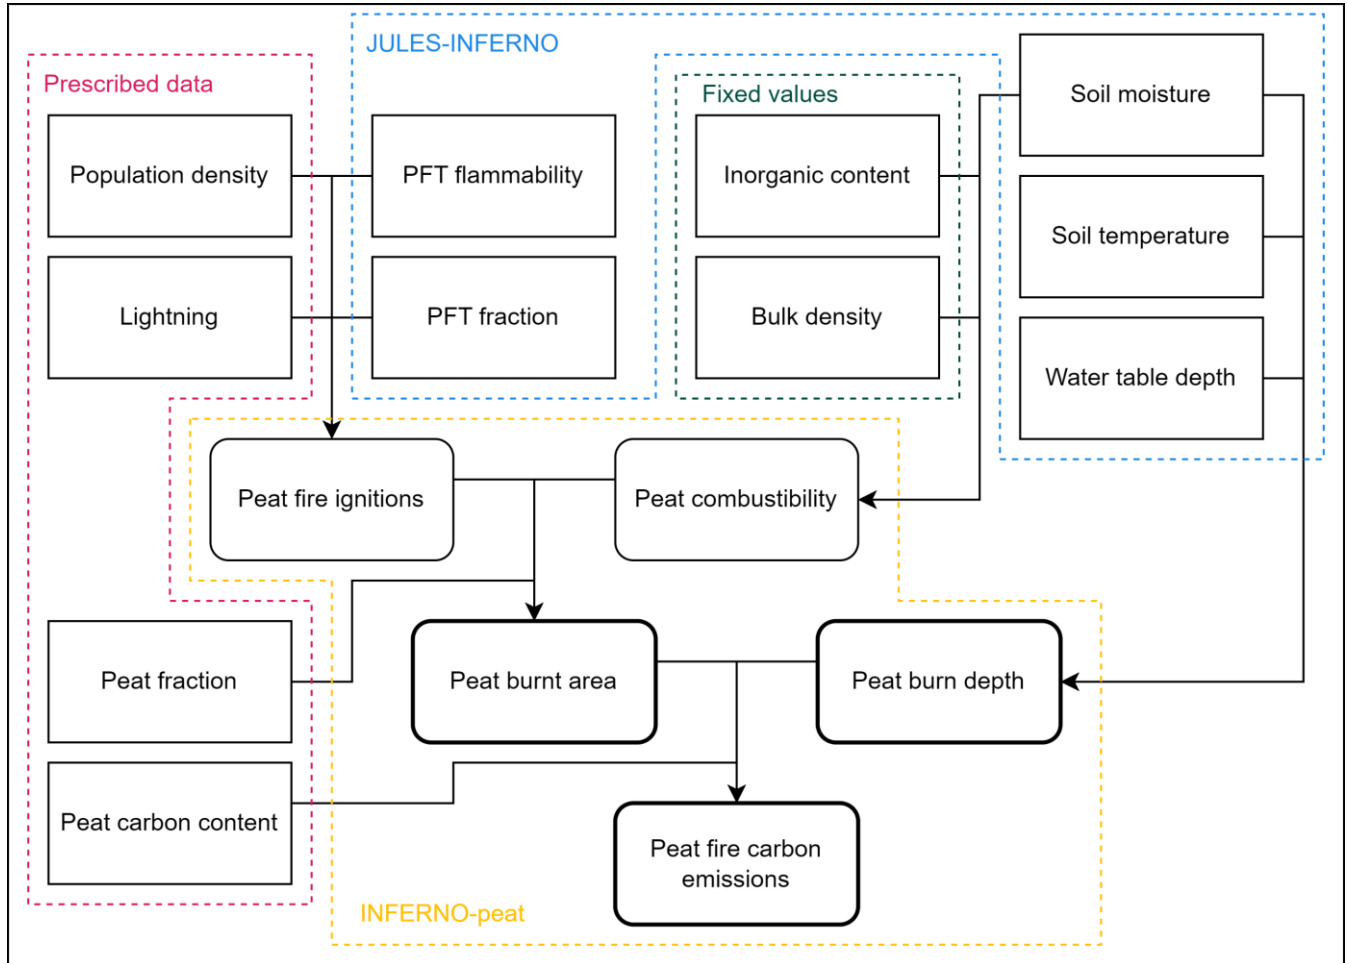 JULES-INFERNO
Prescribed data
Fixed values
Soil moisture
Population density
PFT flammability
Inorganic content
Soil temperature
Lightning
PFT fraction
Bulk density
Water table depth
Peat fire ignitions
Peat combustibility
Peat fraction
Peat burnt area
Peat burn depth
Peat carbon content
Peat fire carbon
emissions
INFERNO-peat